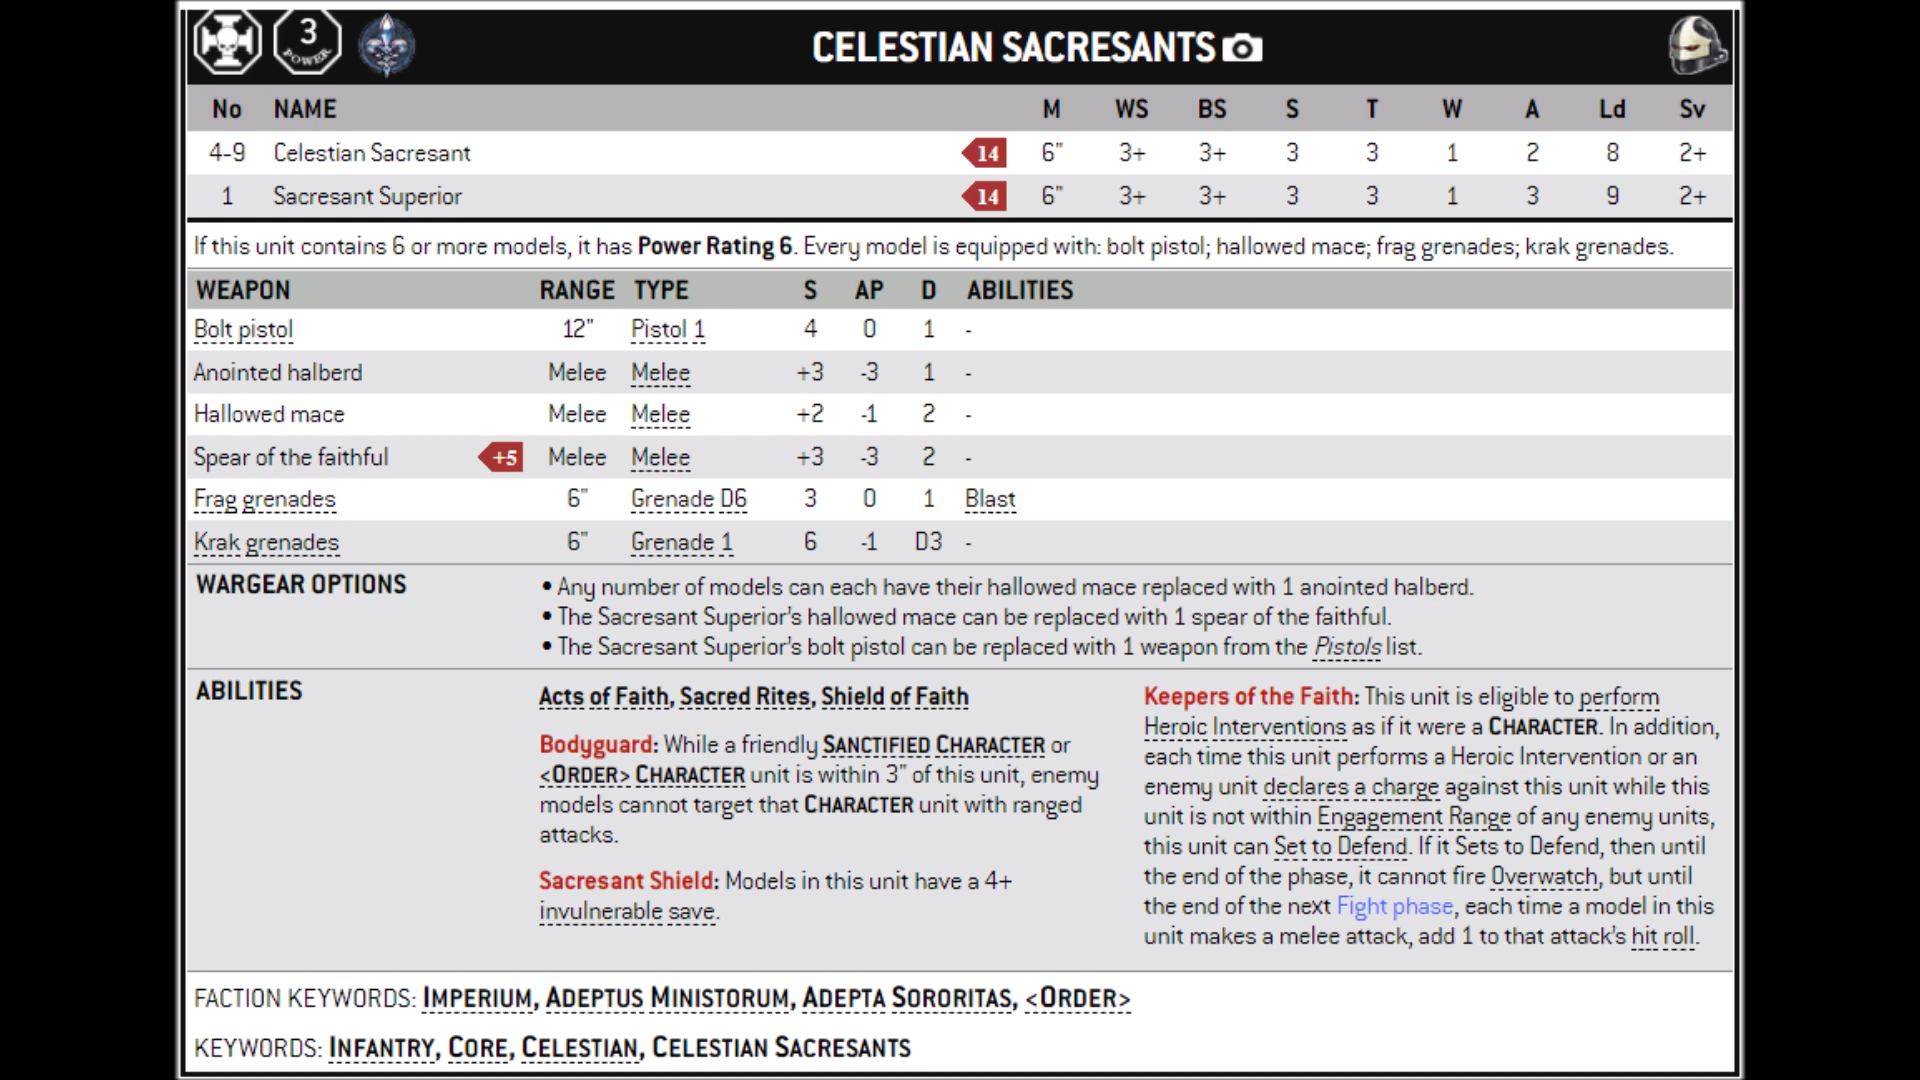 3
POWER
CELESTIAN SACRESANTS
No NAME M WS BS S T W A Ld Sv
4-9 Celestian Sacresant 14 6" 3+ 3+ 3 3 1 2 8 2+
1 Sacresant Superior 14 6" 3+ 3+ 3 3 1 3 9 2+
If this unit contains 6 or more models, it has Power Rating 6. Every model is equipped with: bolt pistol; hallowed mace; frag grenades; krak grenades.
WEAPON RANGE TYPE S AP D ABILITIES
Bolt pistol 12" Pistol 1 4 0 1 -
Anointed halberd Melee Melee +3 -3 1 -
Hallowed mace Melee Melee +2 -1 2 -
Spear of the faithful +5 Melee Melee +3 -3 2 -
Frag grenades 6" Grenade D6 3 0 1 Blast
Krak grenades 6" Grenade 1 6 -1 D3 -
WARGEAR OPTIONS
• Any number of models can each have their hallowed mace replaced with 1 anointed halberd.
• The Sacresant Superior's hallowed mace can be replaced with 1 spear of the faithful.
• The Sacresant Superior's bolt pistol can be replaced with 1 weapon from the Pistols list.
ABILITIES
Acts of Faith, Sacred Rites, Shield of Faith
Bodyguard: While a friendly SANCTIFIED CHARACTER or
<ORDER> CHARACTER unit is within 3" of this unit, enemy
models cannot target that CHARACTER unit with ranged
attacks.
Sacresant Shield: Models in this unit have a 4+
invulnerable save.
Keepers of the Faith: This unit is eligible to perform
Heroic Interventions as if it were a CHARACTER. In addition,
each time this unit performs a Heroic Intervention or an
enemy unit declares a charge against this unit while this
unit is not within Engagement Range of any enemy units,
this unit can Set to Defend. If it Sets to Defend, then until
the end of the phase, it cannot fire Overwatch, but until
the end of the next Fight phase, each time a model in this
unit makes a melee attack, add 1 to that attack's hit roll.
FACTION KEYWORDS: IMPERIUM, ADEPTUS MINISTORUM, ADEPTA SORORITAS, <ORDER>
KEYWORDS: INFANTRY, CORE, CELESTIAN, CELESTIAN SACRESANTS